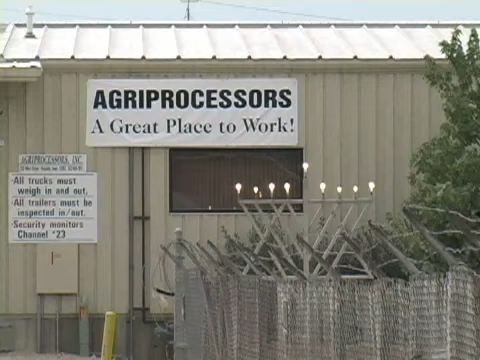 AGRIPROCESSORS
A Great Place to Work!
AGRIPROCESSORS, INC.
All trucks must
weigh in and out.
All trailers must be
inspected in/out.
Security monitors
Channel #23